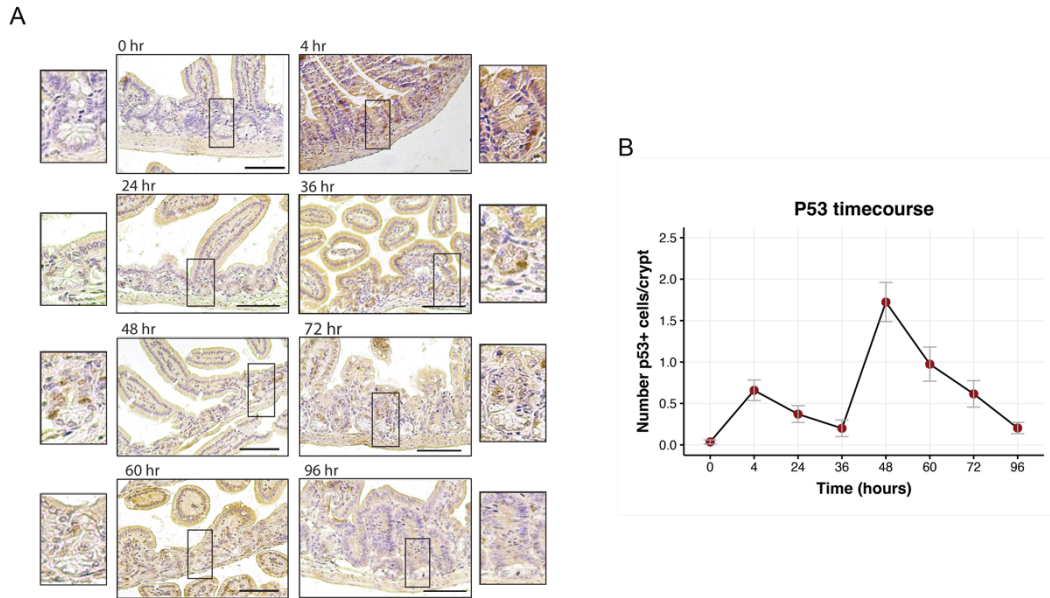 A
0 hr
4 hr
24 hr
36 hr
48 hr
72 hr
60 hr
96 hr
B
P53 timecourse
Number p53+ cells/crypt
2.5
2.0
1.5
1.0
0.5
0.0
0 4 24 36 48 60 72 96
Time (hours)